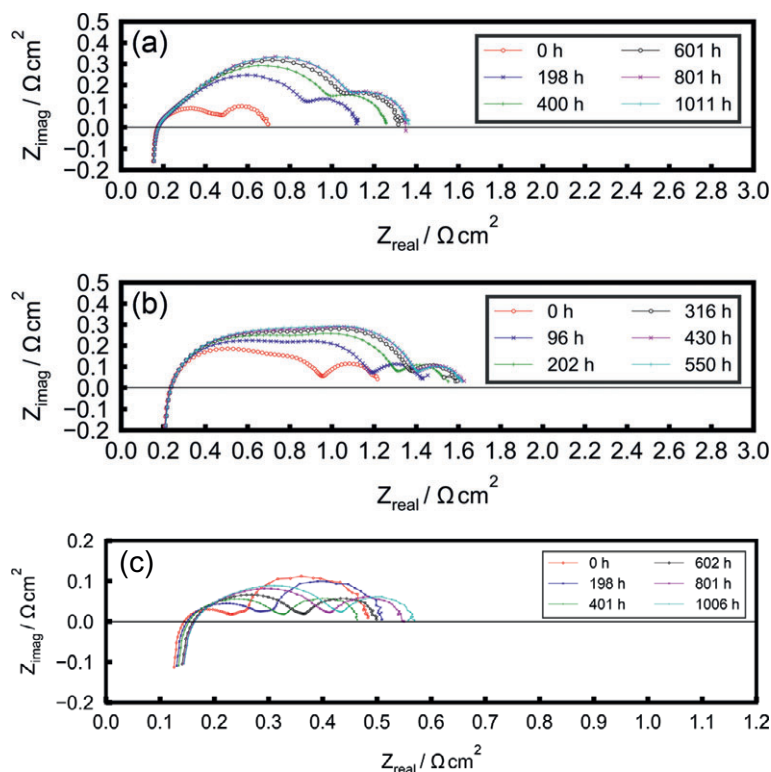 (a)
0.5
0.4
0.3
0.2
0.1
0.0
−0.1
−0.2
Z_imag / Ω cm²
0 h 601 h
198 h 801 h
400 h 1011 h
0.0 0.2 0.4 0.6 0.8 1.0 1.2 1.4 1.6 1.8 2.0 2.2 2.4 2.6 2.8 3.0
Z_real / Ω cm²
(b)
0.5
0.4
0.3
0.2
0.1
0.0
−0.1
−0.2
Z_imag / Ω cm²
0 h 316 h
96 h 430 h
202 h 550 h
0.0 0.2 0.4 0.6 0.8 1.0 1.2 1.4 1.6 1.8 2.0 2.2 2.4 2.6 2.8 3.0
Z_real / Ω cm²
(c)
0.2
0.1
0.0
−0.1
−0.2
Z_imag / Ω cm²
0 h 602 h
198 h 801 h
401 h 1006 h
0.0 0.1 0.2 0.3 0.4 0.5 0.6 0.7 0.8 0.9 1.0 1.1 1.2
Z_real / Ω cm²